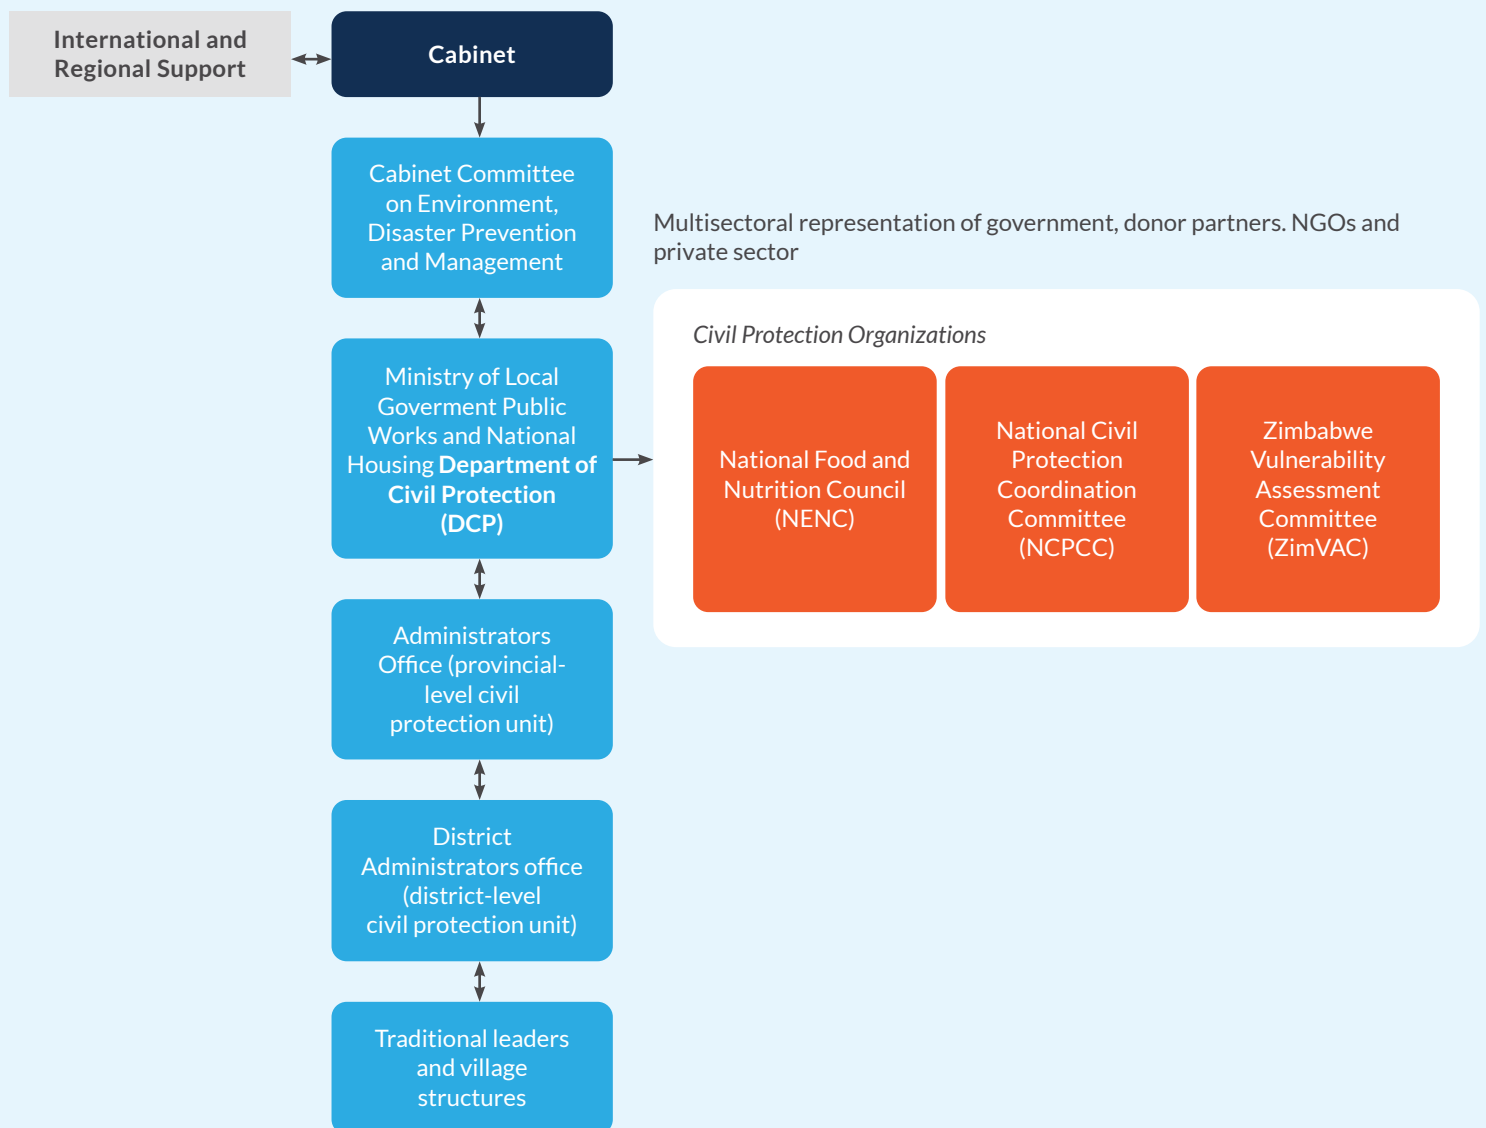 International and
Regional Support
Cabinet
Cabinet Committee
on Environment,
Disaster Prevention
and Management
Multisectoral representation of government, donor partners. NGOs and
private sector
Ministry of Local
Goverment Public
Works and National
Housing Department of
Civil Protection
(DCP)
Civil Protection Organizations
National Food and
Nutrition Council
(NENC)
National Civil
Protection
Coordination
Committee
(NCPCC)
Zimbabwe
Vulnerability
Assessment
Committee
(ZimVAC)
Administrators
Office (provincial-
level civil
protection unit)
District
Administrators office
(district-level
civil protection unit)
Traditional leaders
and village
structures